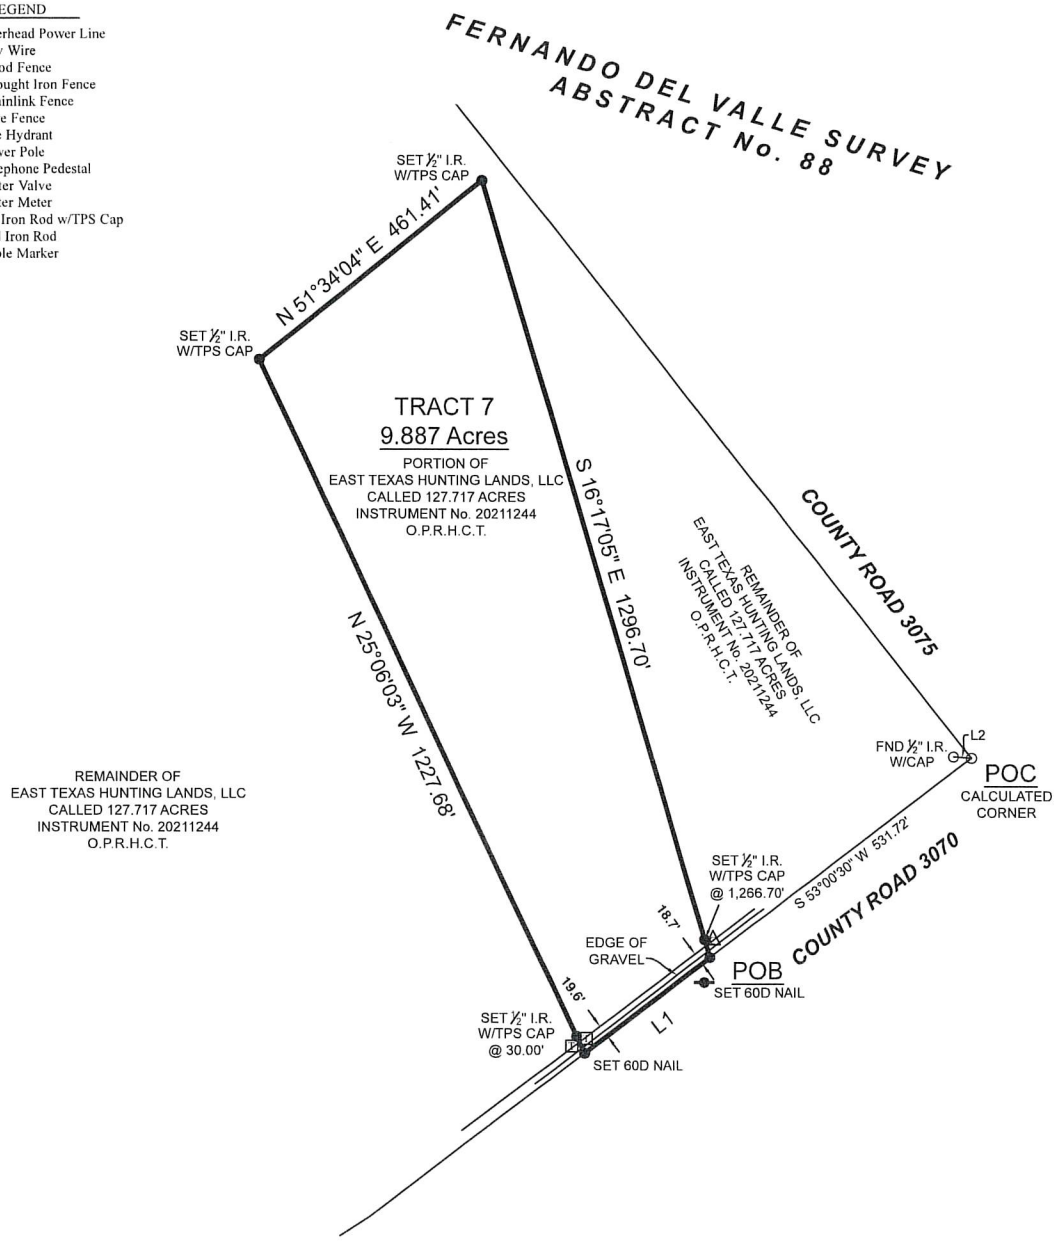 EGEND
erhead Power Line
y Wire
od Fence
ought Iron Fence
ainlink Fence
e Fence
e Hydrant
ver Pole
ephone Pedestal
ter Valve
ter Meter
Iron Rod w/TPS Cap
Iron Rod
ble Marker
FERNANDO DEL VALLE SURVEY
ABSTRACT No. 88
SET ½" I.R.
W/TPS CAP
N 51°34'04" E 461.41'
SET ½" I.R.
W/TPS CAP
TRACT 7
9.887 Acres
PORTION OF
EAST TEXAS HUNTING LANDS, LLC
CALLED 127.717 ACRES
INSTRUMENT No. 20211244
O.P.R.H.C.T.
S 16°17'05" E 1296.70'
COUNTY ROAD 3075
REMAINDER OF
EAST TEXAS HUNTING LANDS, LLC
CALLED 127.717 ACRES
INSTRUMENT No. 20211244
O.P.R.H.C.T.
N 25°06'03" W 1227.68'
REMAINDER OF
EAST TEXAS HUNTING LANDS, LLC
CALLED 127.717 ACRES
INSTRUMENT No. 20211244
O.P.R.H.C.T.
L2
FND ½" I.R.
W/CAP
POC
CALCULATED
CORNER
S 53°00'30" W 531.72'
COUNTY ROAD 3070
SET ½" I.R.
W/TPS CAP
@ 1,266.70'
18.7'
EDGE OF
GRAVEL
POB
SET 60D NAIL
19.6'
L1
SET ½" I.R.
W/TPS CAP
@ 30.00'
T
T
SET 60D NAIL